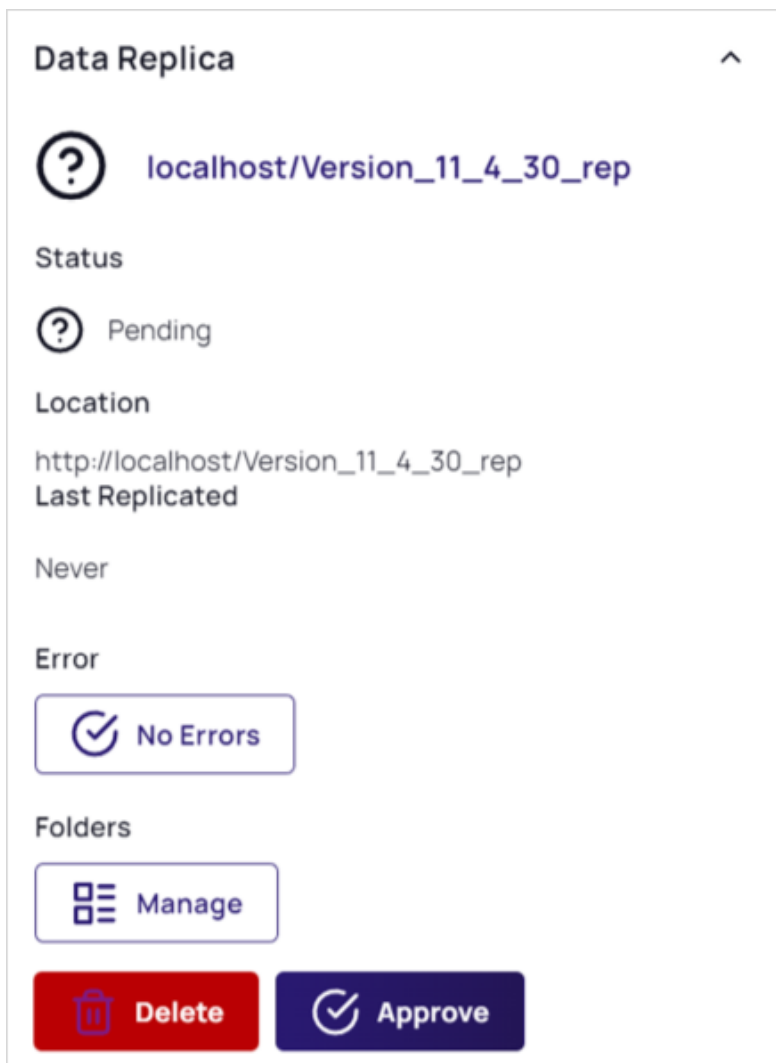 Data Replica
localhost/Version_11_4_30_rep
Status
Pending
Location
http://localhost/Version_11_4_30_rep
Last Replicated
Never
Error
No Errors
Folders
Manage
Delete Approve